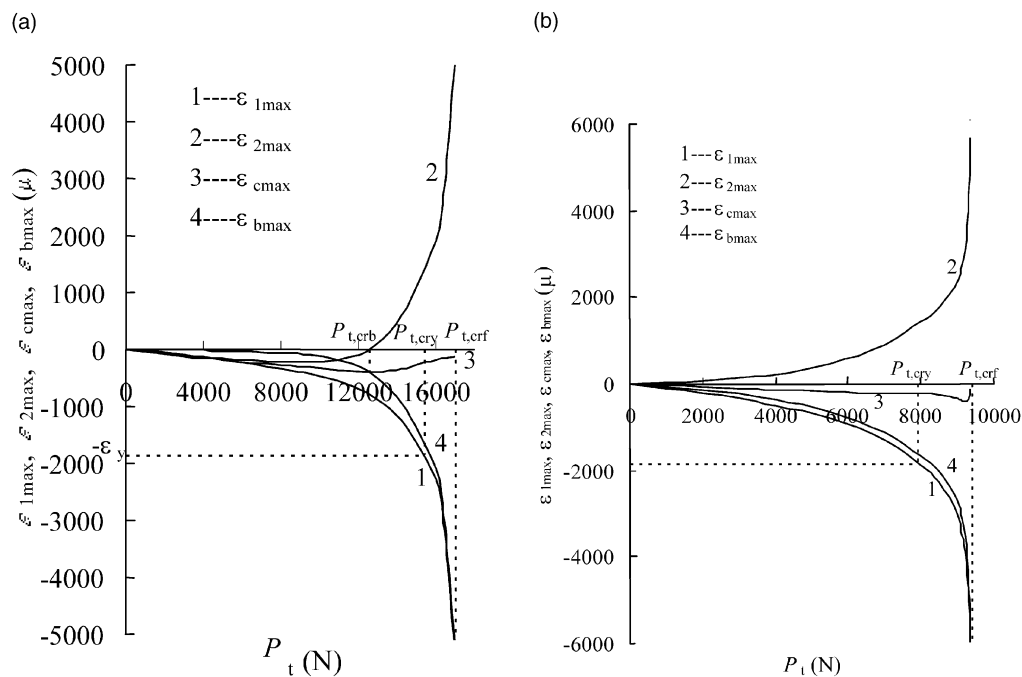 (a)
5000
4000
3000
2000
1000
0
-1000
-2000
-3000
-4000
-5000
-ε y
ε 1max, ε 2max, ε cmax, ε bmax (μ)
1----ε 1max
2----ε 2max
3----ε cmax
4-----ε bmax
2
P t,crb P t,cry P t,crf
3
0 4000 8000 12000 16000
4
1
P t (N)
(b)
6000
4000
2000
0
-2000
-4000
-6000
ε 1max, ε 2max, ε cmax, ε bmax (μ)
1---ε 1max
2---ε 2max
3---ε cmax
4---ε bmax
2
P t,cry P t,crf
3
0 2000 4000 6000 8000 10000
4
1
P t (N)